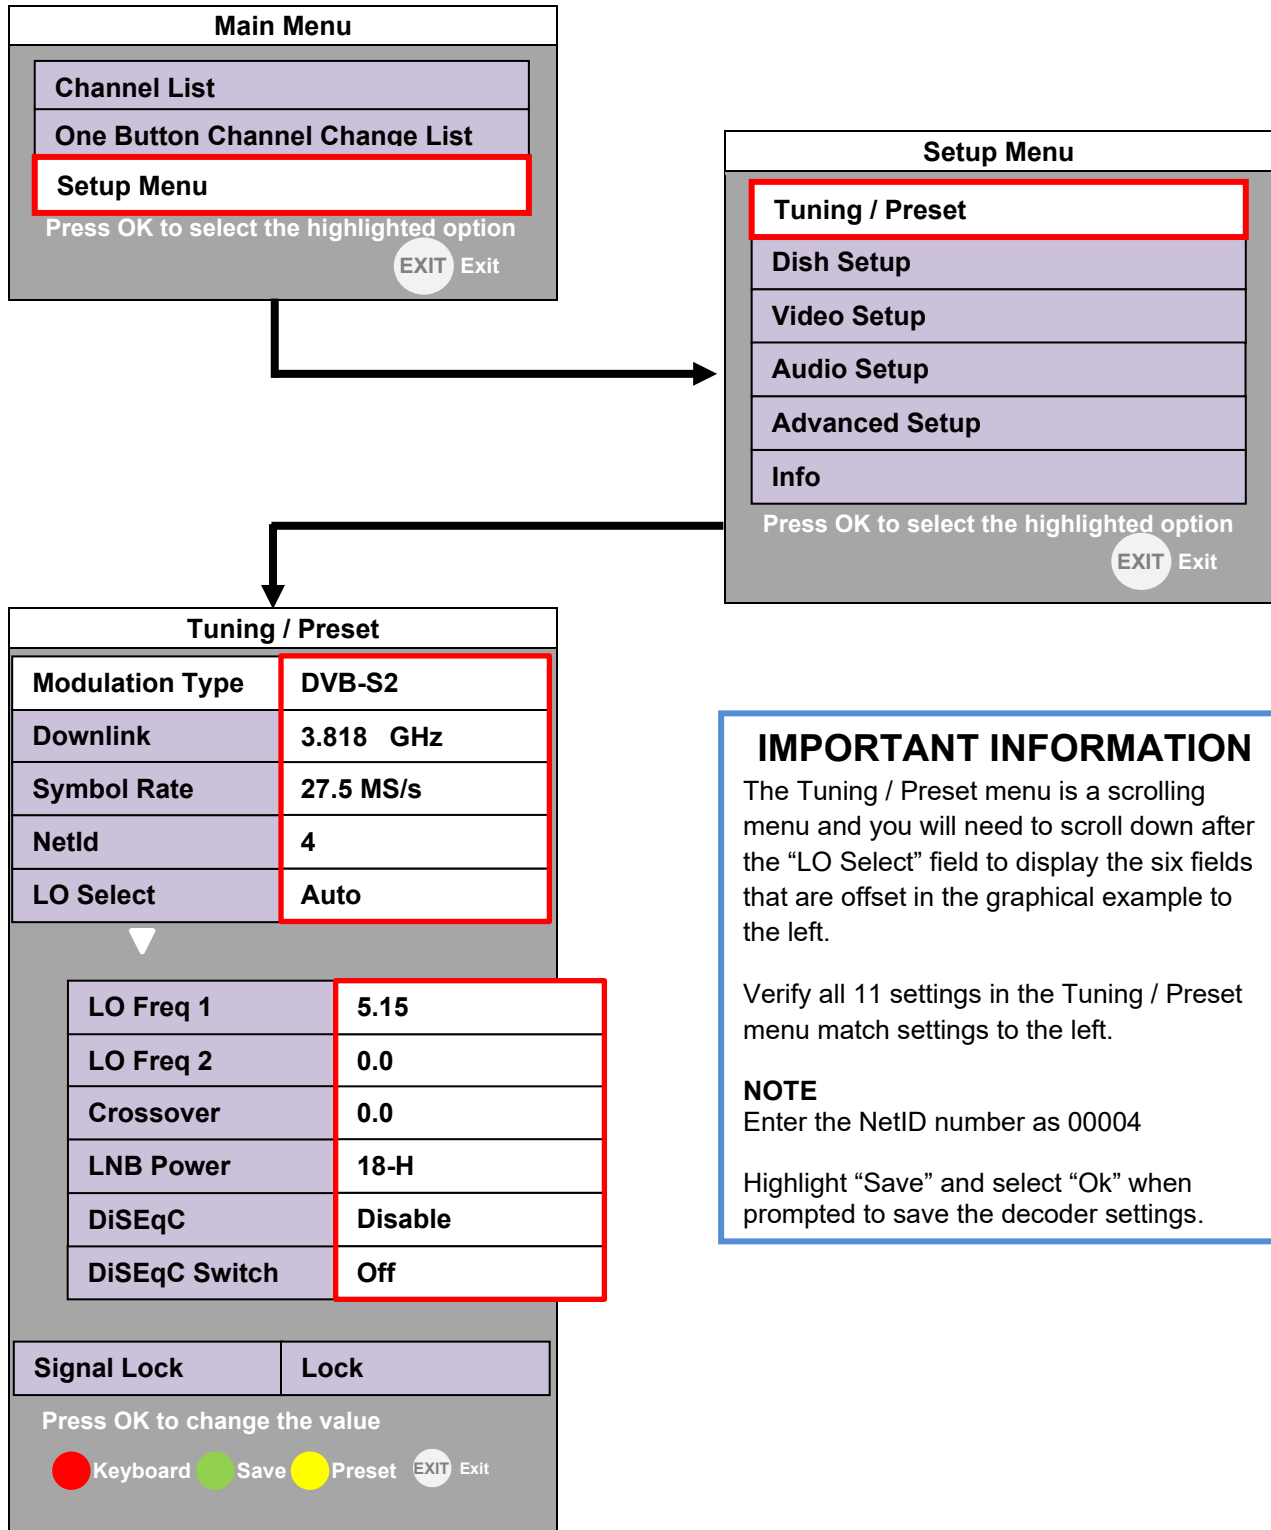 Main Menu
Channel List
One Button Channel Change List
Setup Menu
Press OK to select the highlighted option
EXIT Exit
Setup Menu
Tuning / Preset
Dish Setup
Video Setup
Audio Setup
Advanced Setup
Info
Press OK to select the highlighted option
EXIT Exit
Tuning / Preset
Modulation Type DVB-S2
Downlink 3.818 GHz
Symbol Rate 27.5 MS/s
NetId 4
LO Select Auto
LO Freq 1 5.15
LO Freq 2 0.0
Crossover 0.0
LNB Power 18-H
DiSEqC Disable
DiSEqC Switch Off
Signal Lock Lock
Press OK to change the value
Keyboard Save Preset EXIT Exit
IMPORTANT INFORMATION
The Tuning / Preset menu is a scrolling
menu and you will need to scroll down after
the “LO Select” field to display the six fields
that are offset in the graphical example to
the left.
Verify all 11 settings in the Tuning / Preset
menu match settings to the left.
NOTE
Enter the NetID number as 00004
Highlight “Save” and select “Ok” when
prompted to save the decoder settings.